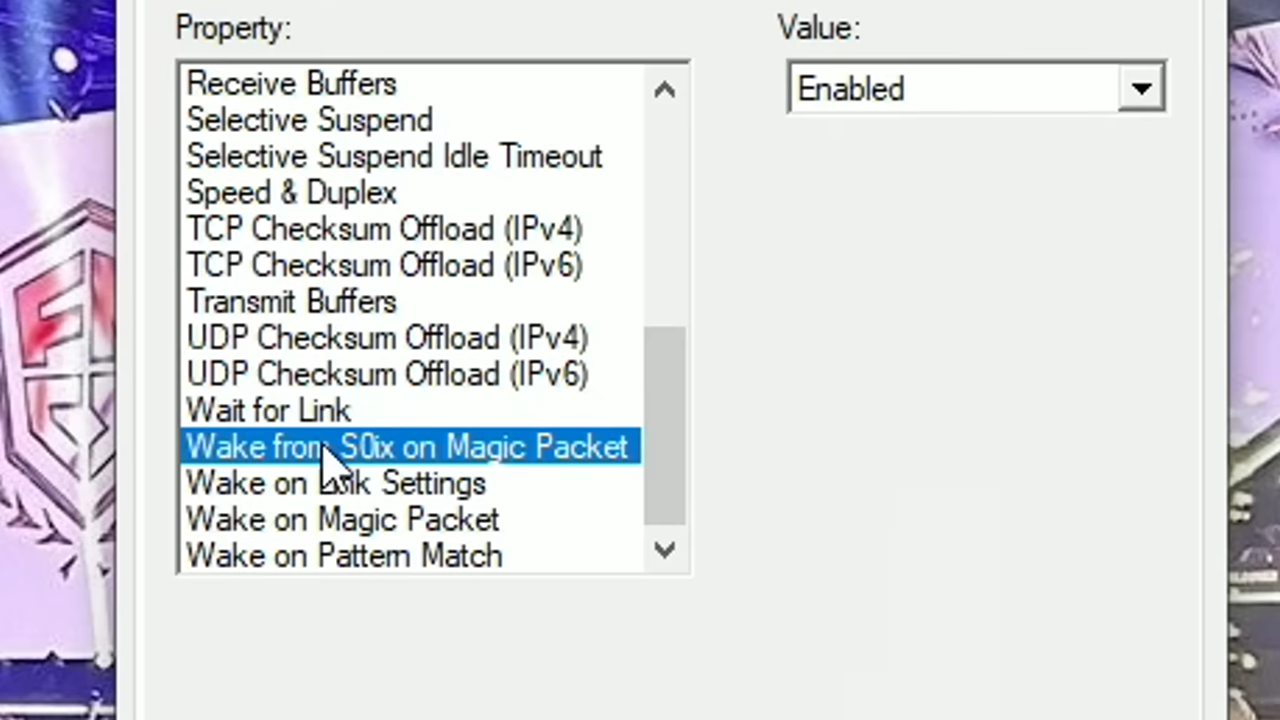 Property:
Value:
Receive Buffers
Enabled
Selective Suspend
Selective Suspend Idle Timeout
Speed & Duplex
TCP Checksum Offload (IPv4)
TCP Checksum Offload (IPv6)
Transmit Buffers
UDP Checksum Offload (IPv4)
UDP Checksum Offload (IPv6)
Wait for Link
Wake from S0ix on Magic Packet
Wake on Link Settings
Wake on Magic Packet
Wake on Pattern Match